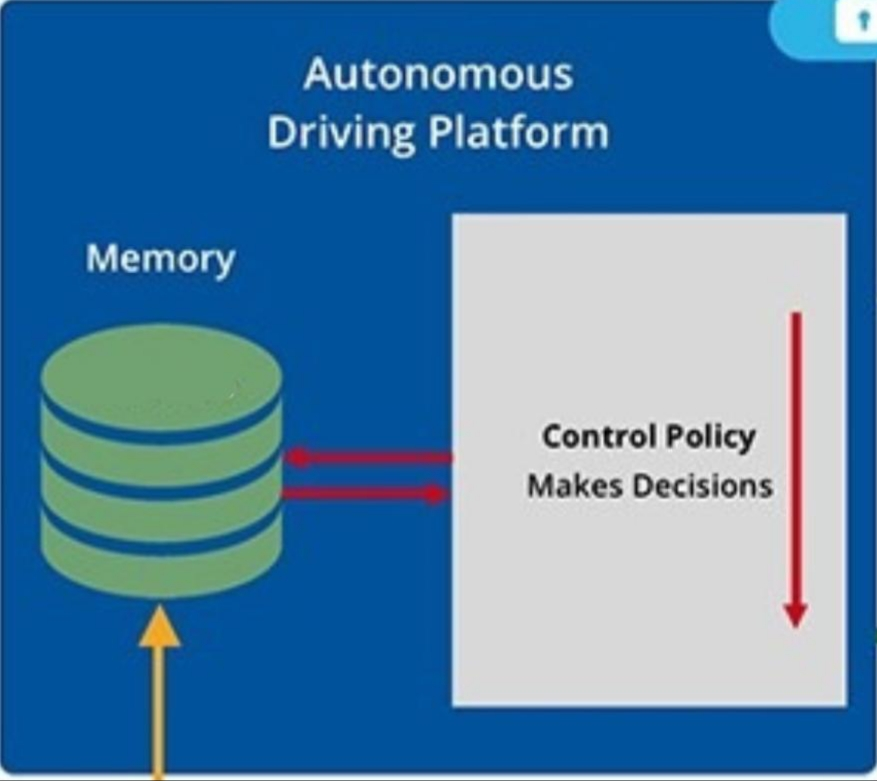 Autonomous
Driving Platform
Memory
Control Policy
Makes Decisions